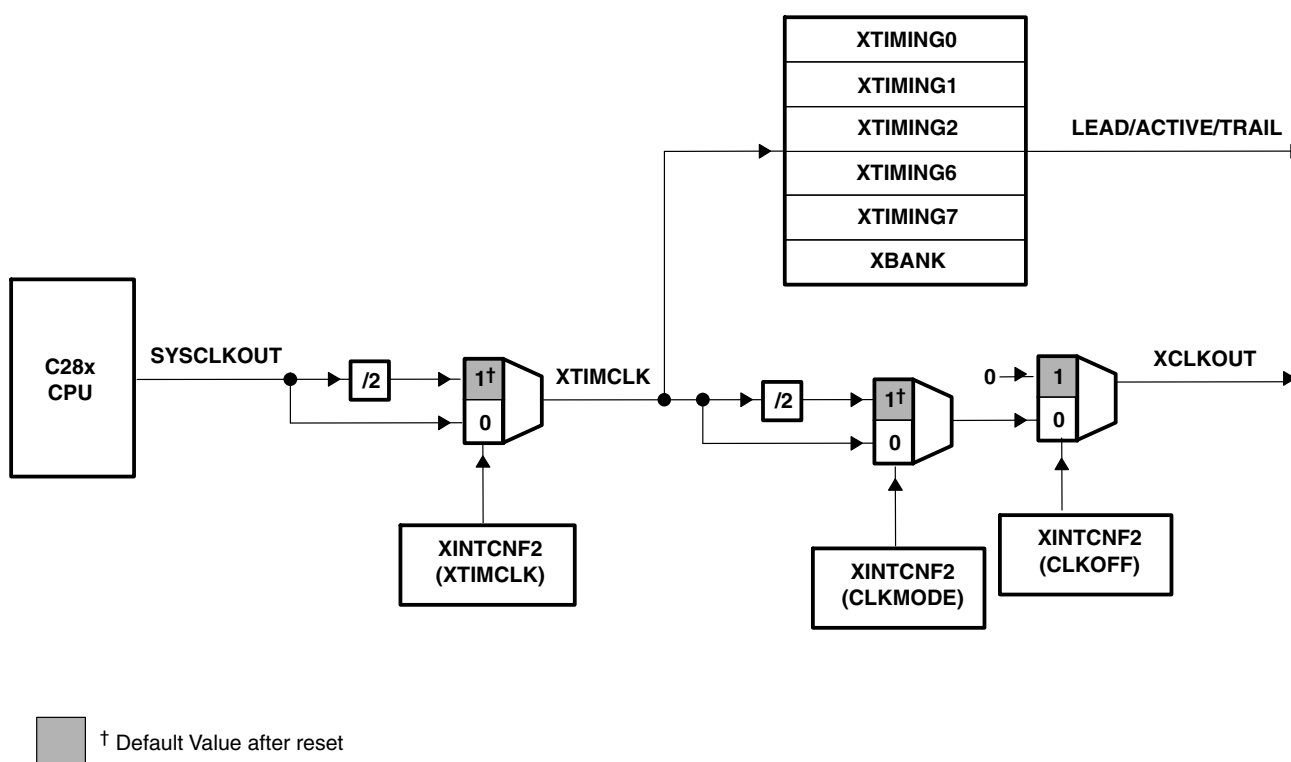 XTIMING0
XTIMING1
XTIMING2
LEAD/ACTIVE/TRAIL
XTIMING6
XTIMING7
XBANK
C28x
CPU
SYSCLKOUT
/2
1†
0
XTIMCLK
/2
1†
0
0
1
0
XCLKOUT
XINTCNF2
(XTIMCLK)
XINTCNF2
(CLKMODE)
XINTCNF2
(CLKOFF)
† Default Value after reset